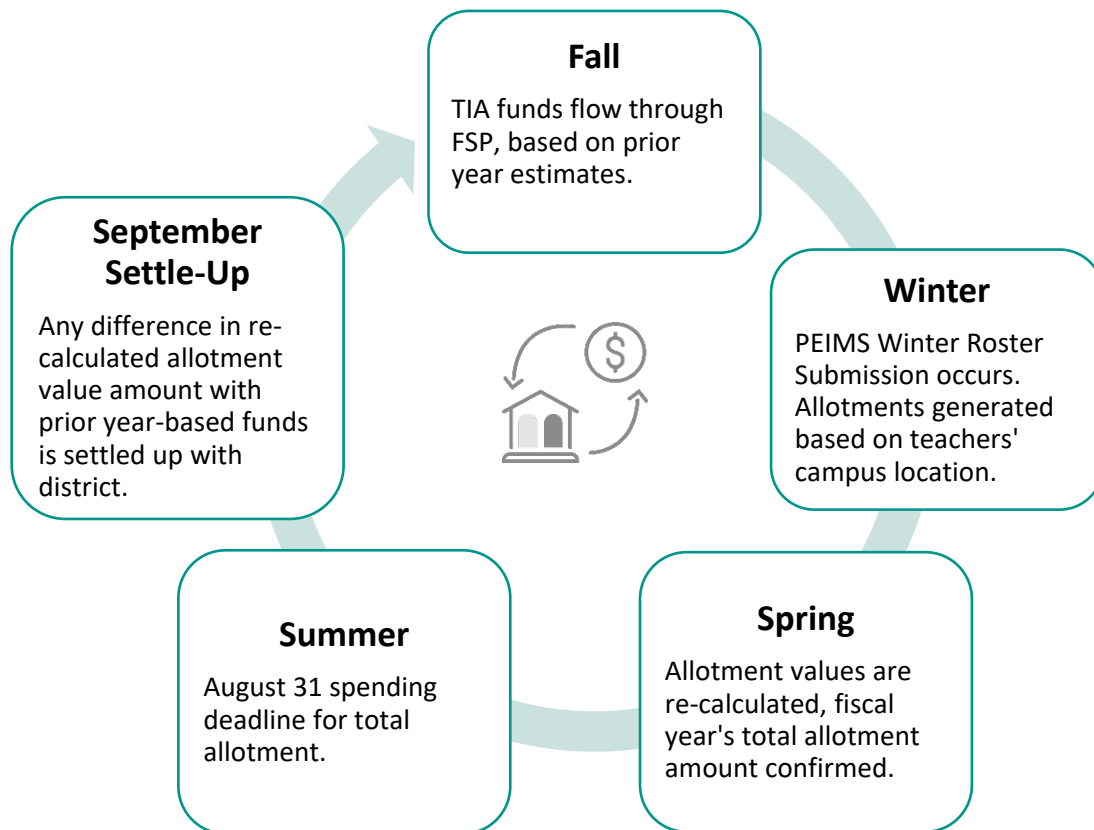 Fall
TIA funds flow through
FSP, based on prior
year estimates.
Winter
PEIMS Winter Roster
Submission occurs.
Allotments generated
based on teachers'
campus location.
Spring
Allotment values are
re-calculated, fiscal
year's total allotment
amount confirmed.
Summer
August 31 spending
deadline for total
allotment.
September
Settle-Up
Any difference in re-
calculated allotment
value amount with
prior year-based funds
is settled up with
district.
$